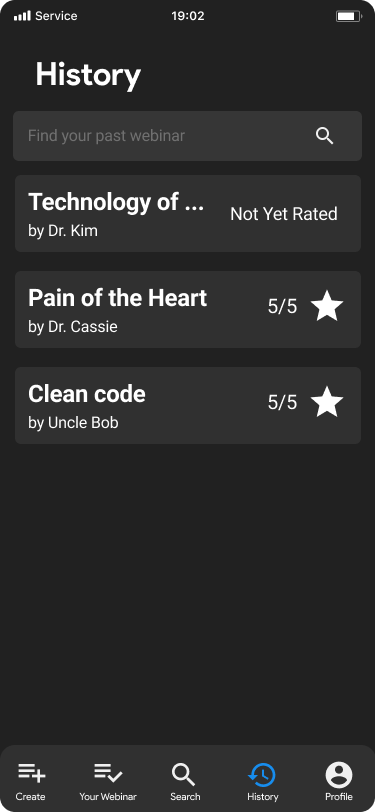 Service
19:02
History
Find your past webinar
Technology of ...
by Dr. Kim
Not Yet Rated
Pain of the Heart
by Dr. Cassie
5/5
Clean code
by Uncle Bob
5/5
Create
Your Webinar
Search
History
Profile